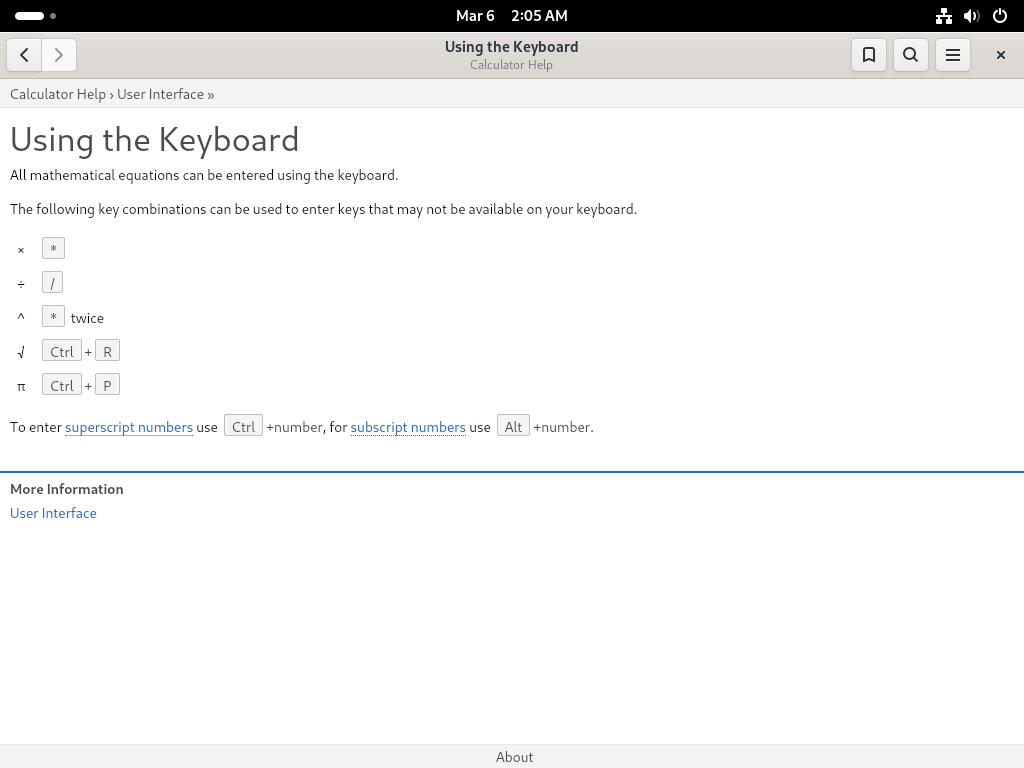 Mar 6 2:05 AM
Using the Keyboard
Calculator Help
Calculator Help › User Interface »
Using the Keyboard
All mathematical equations can be entered using the keyboard.
The following key combinations can be used to enter keys that may not be available on your keyboard.
× *
÷ /
^ * twice
√ Ctrl + R
π Ctrl + P
To enter superscript numbers use Ctrl +number, for subscript numbers use Alt +number.
More Information
User Interface
About